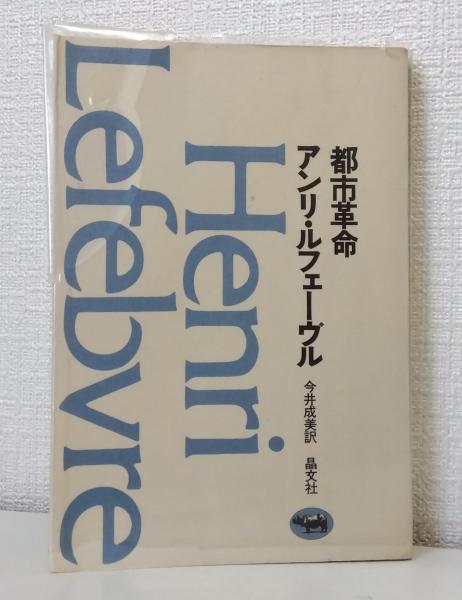 都市革命
アンリ・ルフェーヴル
今井成美訳 晶文社
Henri
Lefebvre